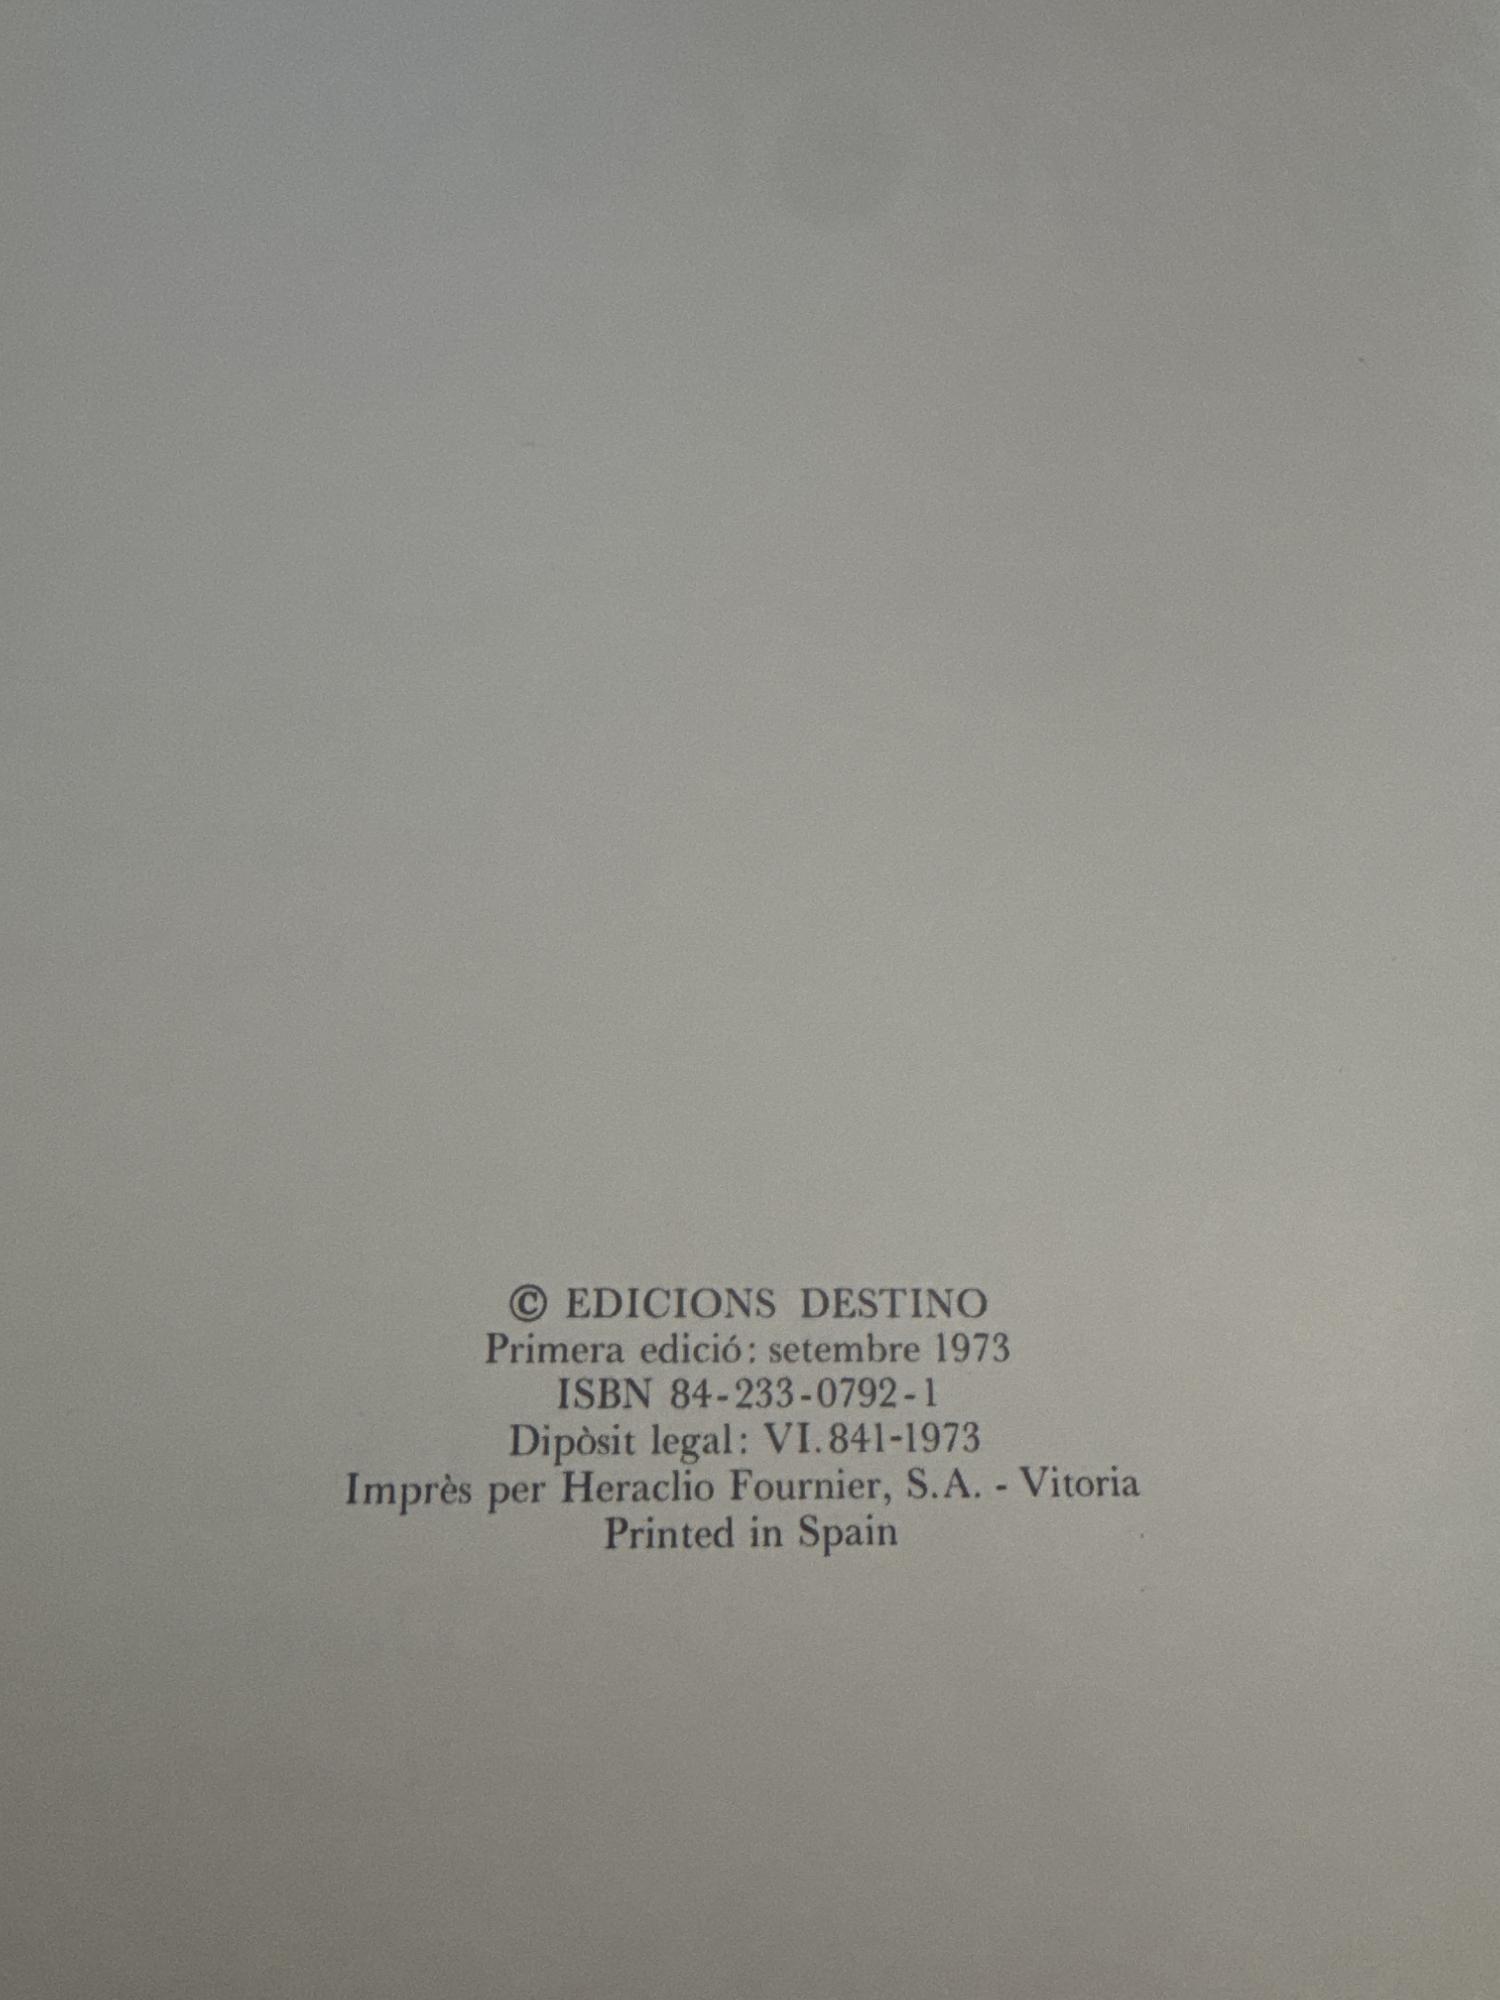 © EDICIONS DESTINO
Primera edició: setembre 1973
ISBN 84-233-0792-1
Dipòsit legal: VI.841-1973
Imprès per Heraclio Fournier, S.A. - Vitoria
Printed in Spain